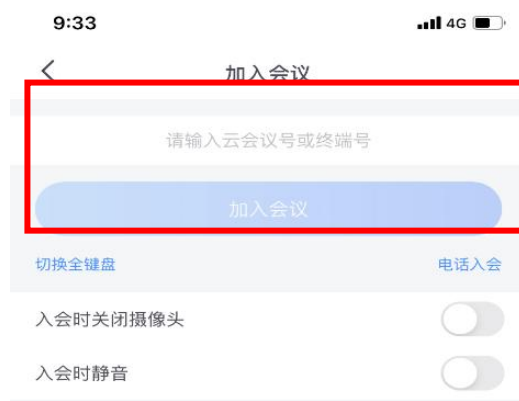 9:33 4G
加入会议
请输入云会议号或终端号
加入会议
切换全键盘 电话入会
入会时关闭摄像头
入会时静音